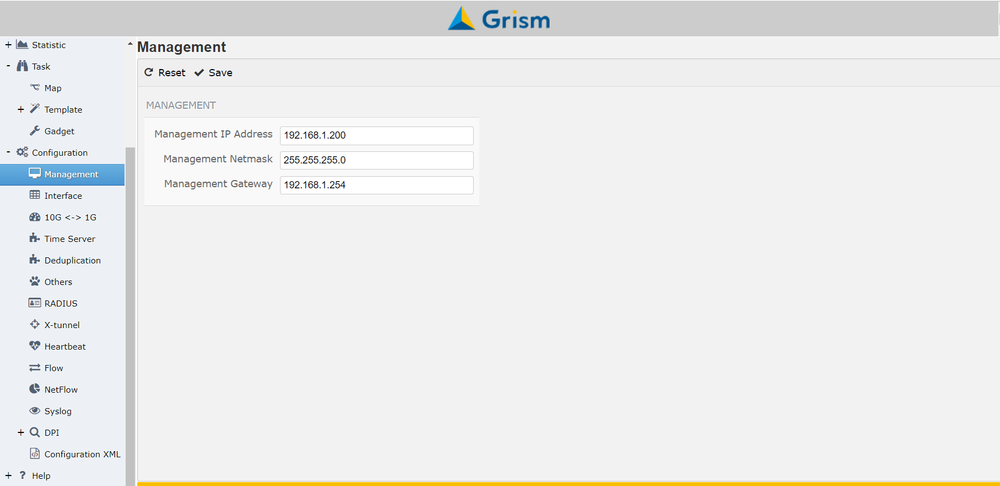 Grism
+ Statistic
- Task
Map
+ Template
Gadget
- Configuration
Management
Interface
10G <-> 1G
Time Server
Deduplication
Others
RADIUS
X-tunnel
Heartbeat
Flow
NetFlow
Syslog
+ DPI
Configuration XML
+ ? Help
Management
Reset Save
MANAGEMENT
Management IP Address 192.168.1.200
Management Netmask 255.255.255.0
Management Gateway 192.168.1.254